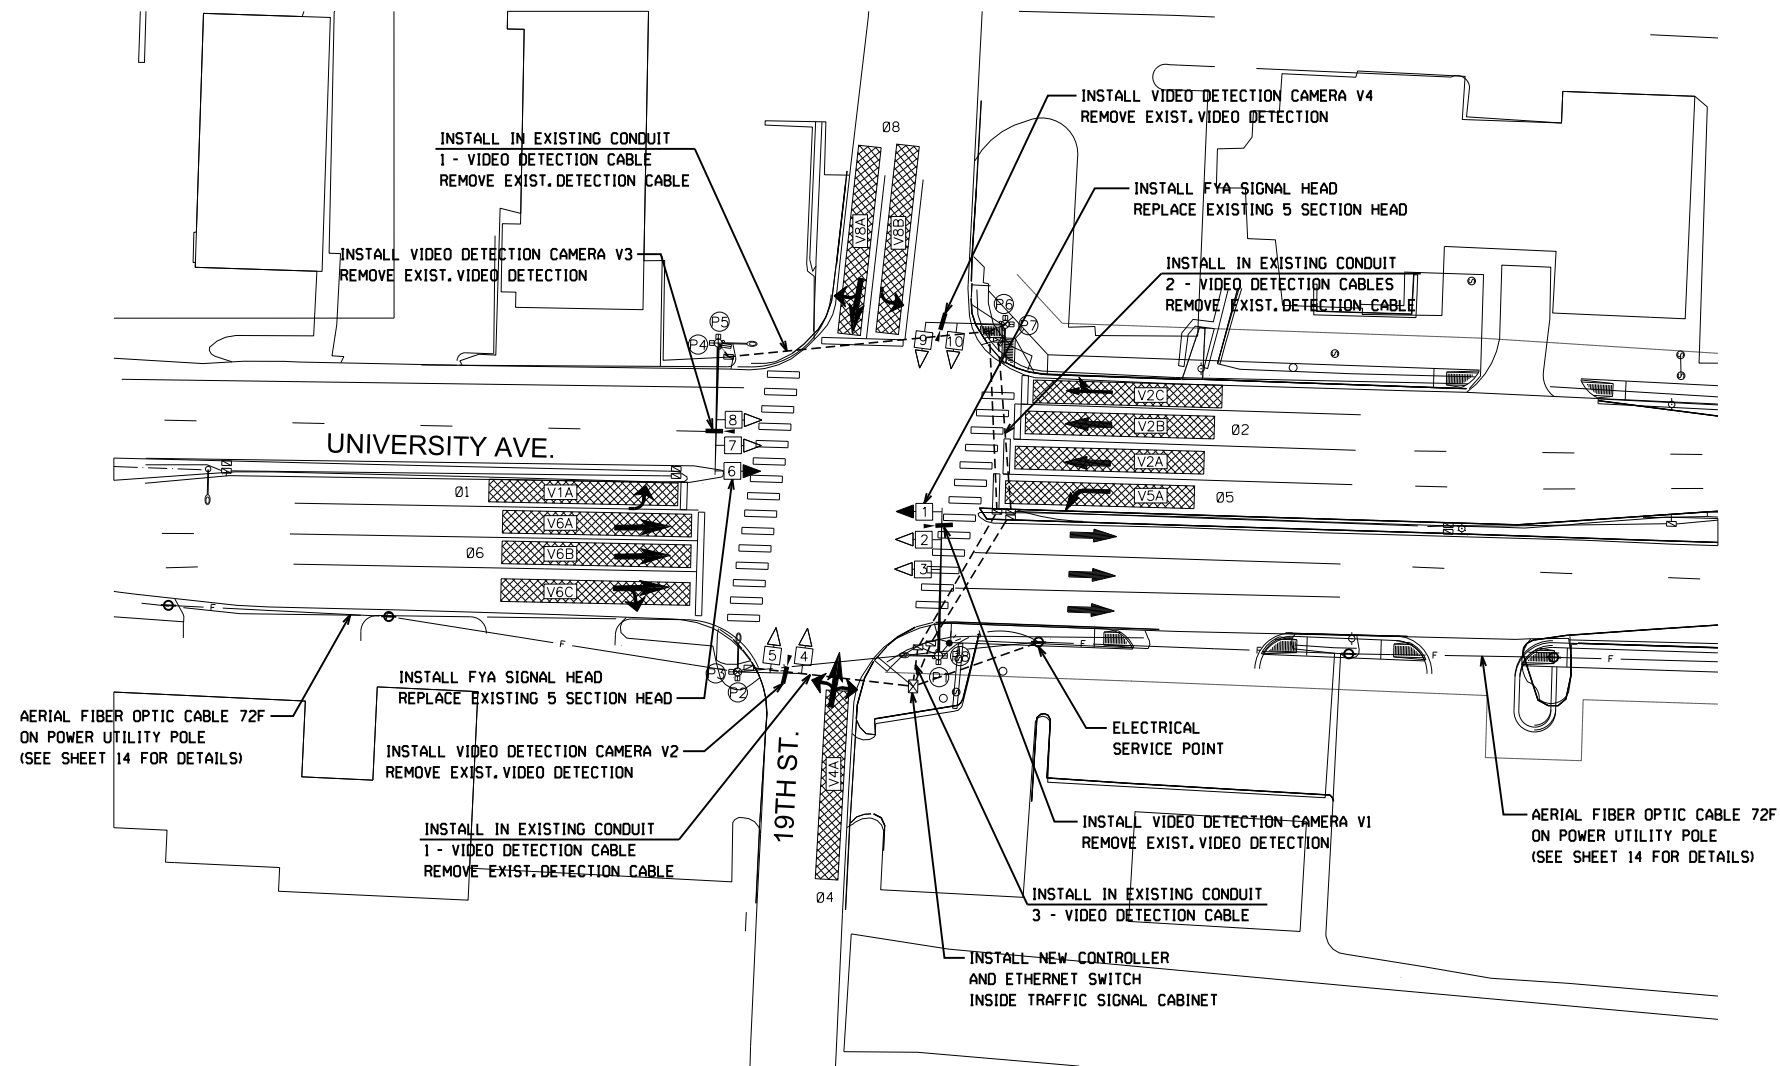 INSTALL VIDEO DETECTION CAMERA V4
REMOVE EXIST. VIDEO DETECTION
Ø8
INSTALL IN EXISTING CONDUIT
1 - VIDEO DETECTION CABLE
REMOVE EXIST. DETECTION CABLE
INSTALL FYA SIGNAL HEAD
REPLACE EXISTING 5 SECTION HEAD
V8A
V8B
INSTALL VIDEO DETECTION CAMERA V3
REMOVE EXIST. VIDEO DETECTION
INSTALL IN EXISTING CONDUIT
2 - VIDEO DETECTION CABLES
REMOVE EXIST. DETECTION CABLE
P5
P4
P6
P7
9
10
V2C
8
V2B
Ø2
UNIVERSITY AVE.
7
V2A
6
Ø1
V1A
V5A
Ø5
V6A
1
Ø6
V6B
2
3
V6C
F
F
F
F
5
4
P3
P2
INSTALL FYA SIGNAL HEAD
REPLACE EXISTING 5 SECTION HEAD
AERIAL FIBER OPTIC CABLE 72F
ON POWER UTILITY POLE
(SEE SHEET 14 FOR DETAILS)
ELECTRICAL
SERVICE POINT
INSTALL VIDEO DETECTION CAMERA V2
REMOVE EXIST. VIDEO DETECTION
19TH ST.
V4A
INSTALL IN EXISTING CONDUIT
1 - VIDEO DETECTION CABLE
REMOVE EXIST. DETECTION CABLE
INSTALL VIDEO DETECTION CAMERA V1
REMOVE EXIST. VIDEO DETECTION
AERIAL FIBER OPTIC CABLE 72F
ON POWER UTILITY POLE
(SEE SHEET 14 FOR DETAILS)
Ø4
INSTALL IN EXISTING CONDUIT
3 - VIDEO DETECTION CABLE
INSTALL NEW CONTROLLER
AND ETHERNET SWITCH
INSIDE TRAFFIC SIGNAL CABINET